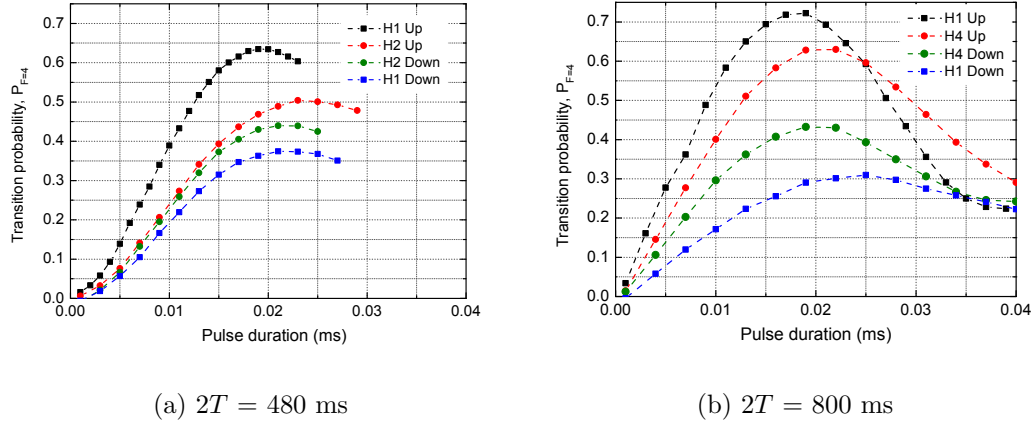 Transition probability, P_{F=4}
0.7
0.6
0.5
0.4
0.3
0.2
0.1
0.0
0.00 0.01 0.02 0.03 0.04
Pulse duration (ms)
H1 Up
H2 Up
H2 Down
H1 Down
(a) 2T = 480 ms
Transition probability, P_{F=4}
0.7
0.6
0.5
0.4
0.3
0.2
0.1
0.0
0.00 0.01 0.02 0.03 0.04
Pulse duration (ms)
H1 Up
H4 Up
H4 Down
H1 Down
(b) 2T = 800 ms